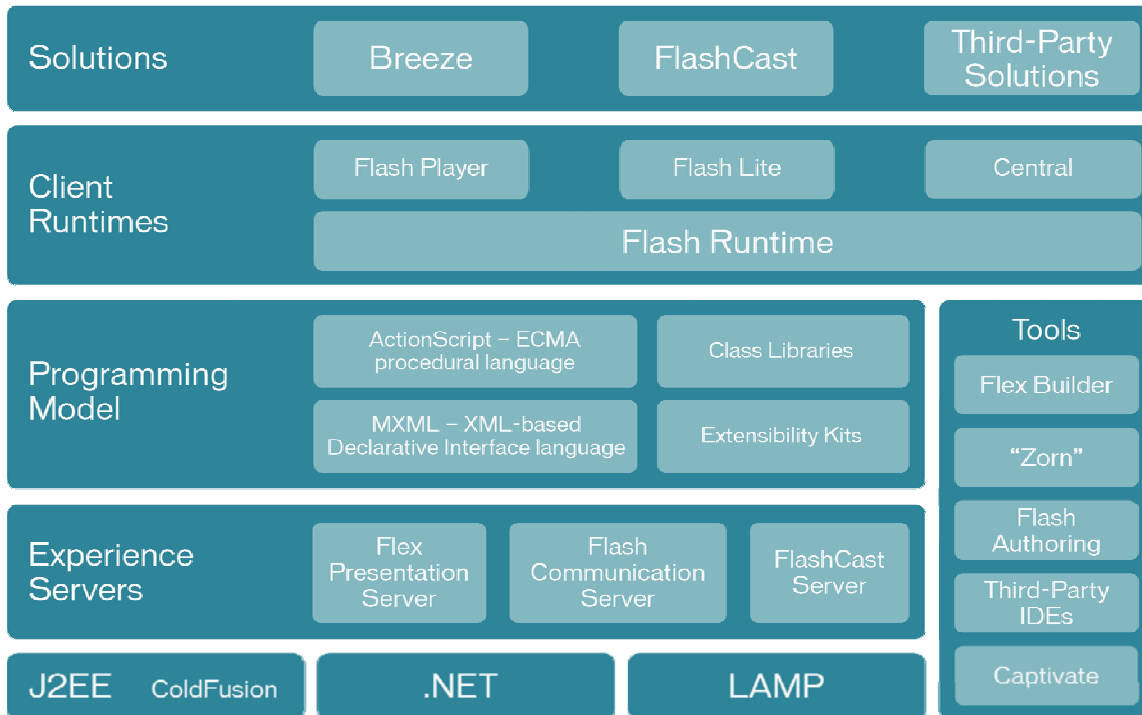 Solutions
Breeze
FlashCast
Third-Party
Solutions
Client
Runtimes
Flash Player
Flash Lite
Central
Flash Runtime
Programming
Model
ActionScript – ECMA
procedural language
Class Libraries
MXML – XML-based
Declarative Interface language
Extensibility Kits
Experience
Servers
Flex
Presentation
Server
Flash
Communication
Server
FlashCast
Server
J2EE
ColdFusion
.NET
LAMP
Tools
Flex Builder
“Zorn”
Flash
Authoring
Third-Party
IDEs
Captivate